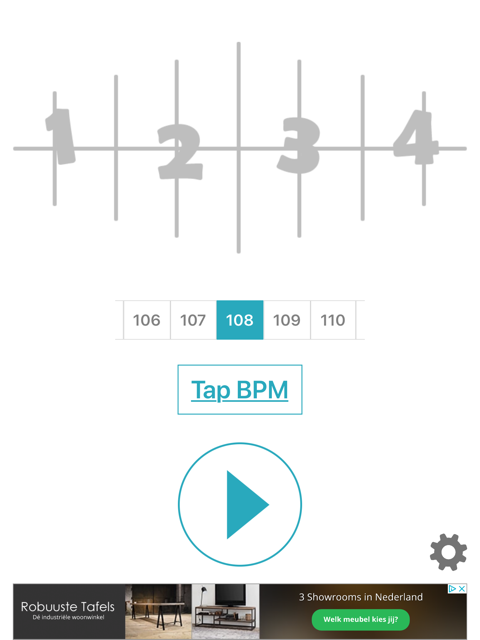 1 2 3 4
106 107 108 109 110
Tap BPM
Robuuste Tafels
Dé industriële woonwinkel
3 Showrooms in Nederland
Welk meubel kies jij?